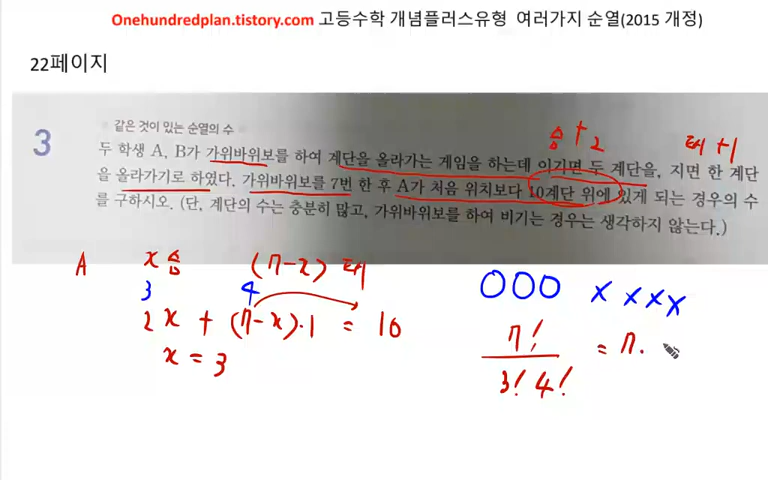 Onehundredplan.tistory.com 고등수학 개념플러스유형 여러가지 순열(2015 개정)
22페이지
같은 것이 있는 순열의 수
승 +2 패 +1
3 두 학생 A, B가 가위바위보를 하여 계단을 올라가는 게임을 하는데 이기면 두 계단을, 지면 한 계단
을 올라가기로 하였다. 가위바위보를 7번 한 후 A가 처음 위치보다 10계단 위에 있게 되는 경우의 수
를 구하시오. (단, 계단의 수는 충분히 많고, 가위바위보를 하여 비기는 경우는 생각하지 않는다.)
A x승 (7-x) 패
3 4
2x + (7-x)·1 = 10
x = 3
OOO xxxx
7!
3! 4!
= 7·